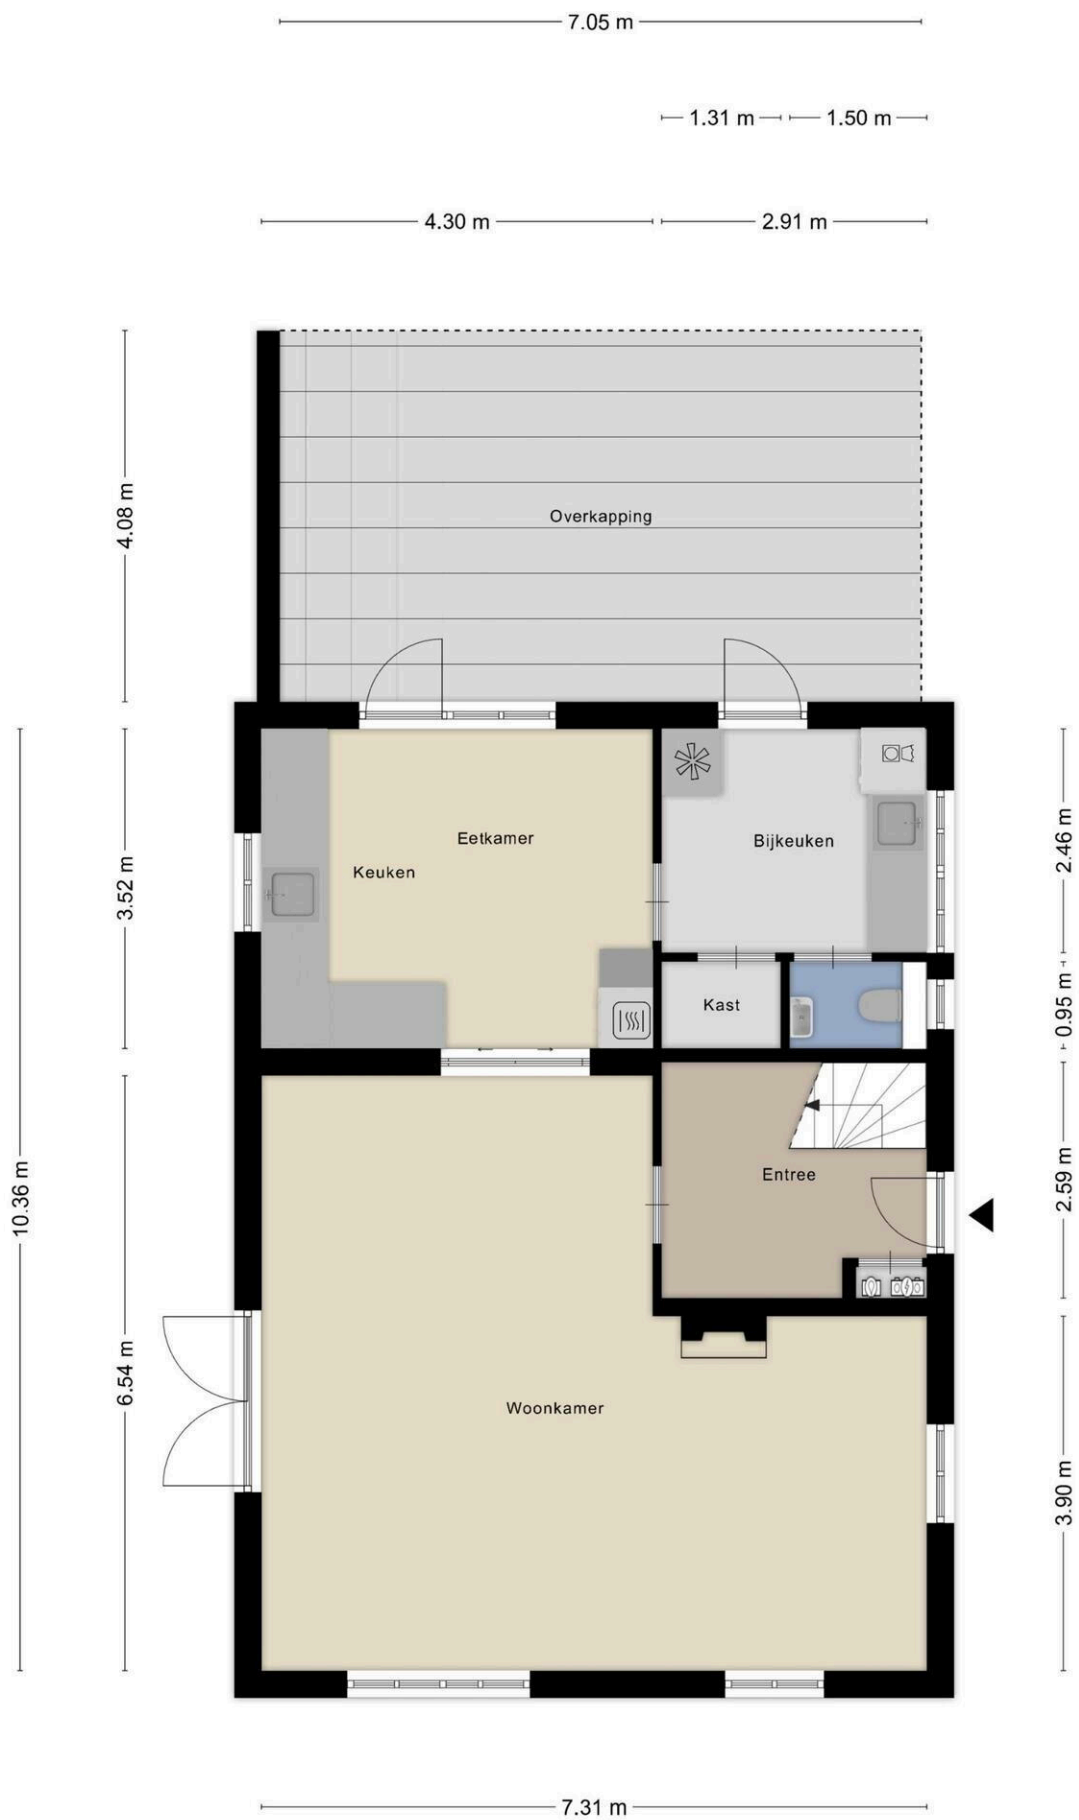 7.05 m
1.31 m
1.50 m
4.30 m
2.91 m
4.08 m
Overkapping
Eetkamer
Bijkeuken
Keuken
3.52 m
2.46 m
Kast
0.95 m
Entree
2.59 m
10.36 m
6.54 m
Woonkamer
3.90 m
7.31 m